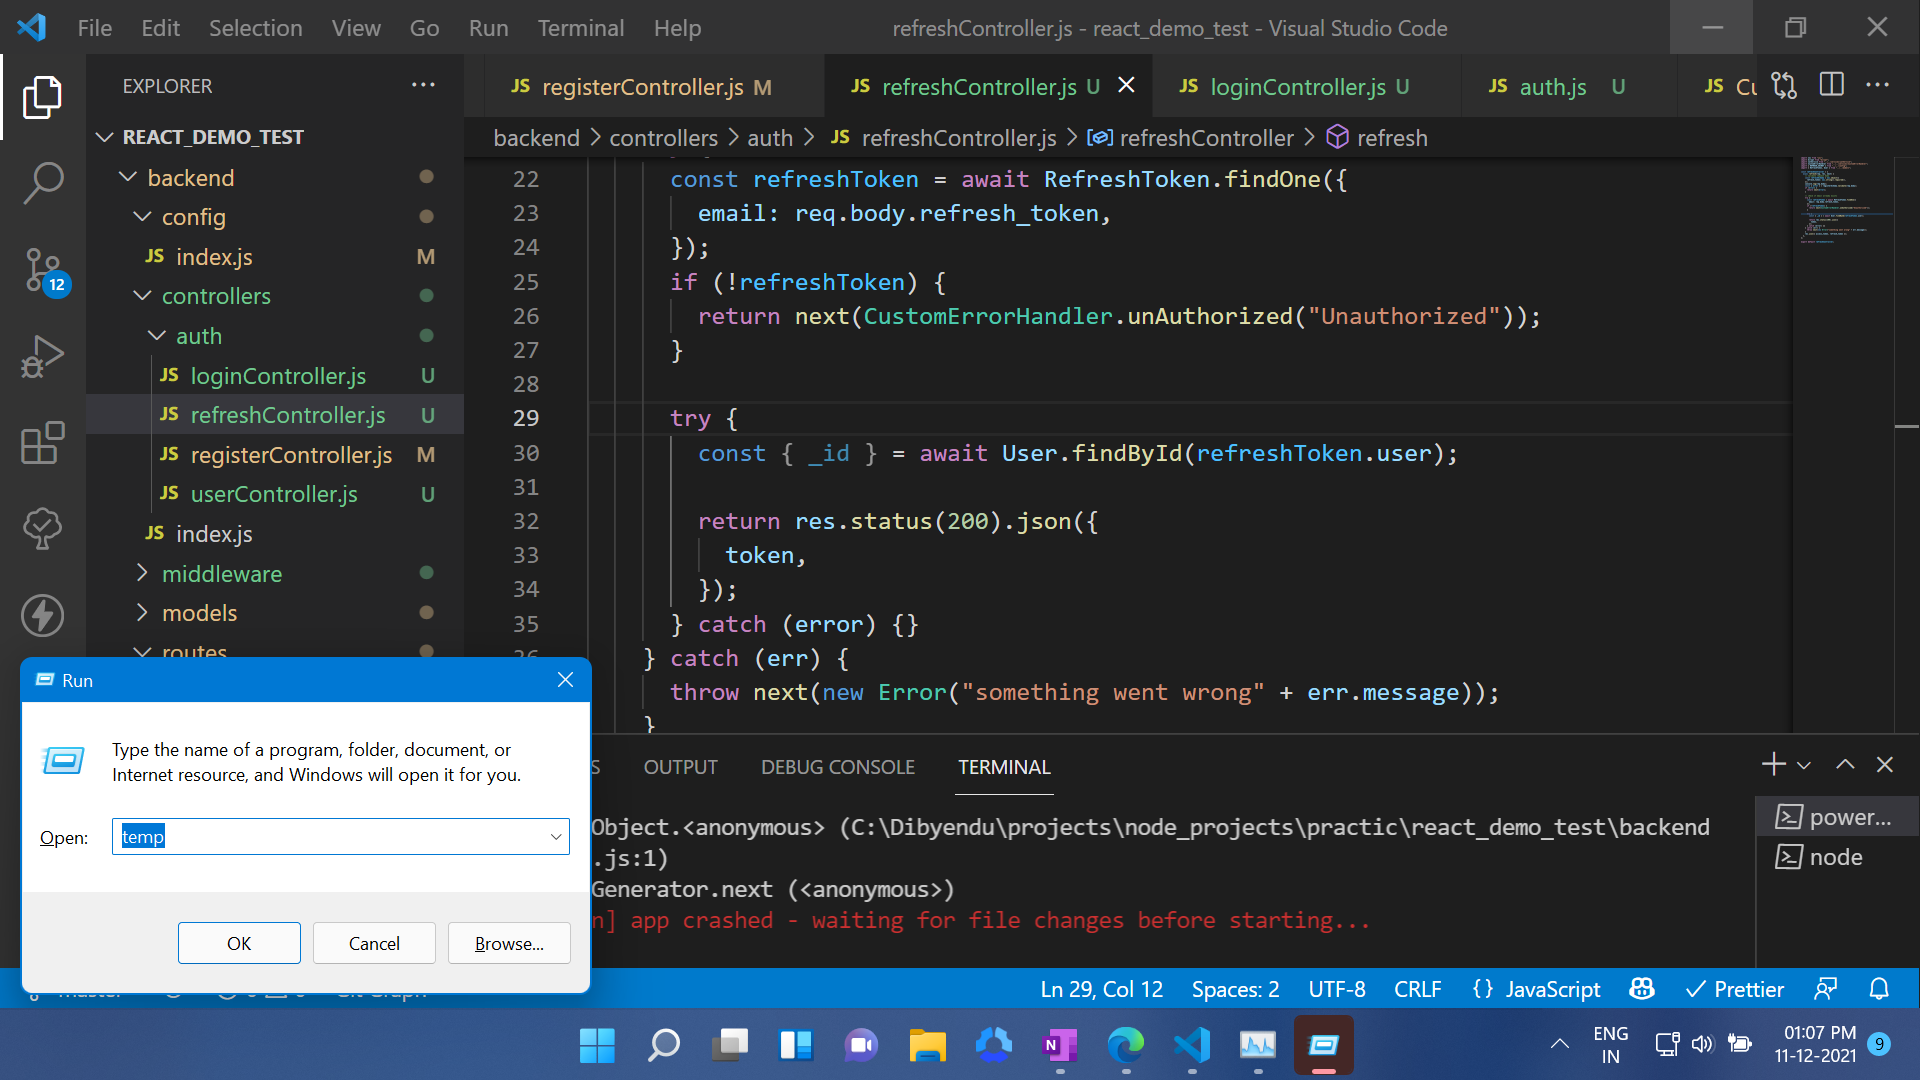 File Edit Selection View Go Run Terminal Help
refreshController.js - react_demo_test - Visual Studio Code
EXPLORER
REACT_DEMO_TEST
backend
config
JS index.js M
controllers
auth
JS loginController.js U
JS refreshController.js U
JS registerController.js M
JS userController.js U
JS index.js
middleware
models
routes
12
JS registerController.js M
JS refreshController.js U
JS loginController.js U
JS auth.js U
JS Cu
backend > controllers > auth > JS refreshController.js > refreshController > refresh
22 const refreshToken = await RefreshToken.findOne({
23 email: req.body.refresh_token,
24 });
25 if (!refreshToken) {
26 return next(CustomErrorHandler.unAuthorized("Unauthorized"));
27 }
28
29 try {
30 const { _id } = await User.findById(refreshToken.user);
31
32 return res.status(200).json({
33 token,
34 });
35 } catch (error) {}
36 } catch (err) {
throw next(new Error("something went wrong" + err.message));
}
S OUTPUT DEBUG CONSOLE TERMINAL
Object.<anonymous> (C:\Dibyendu\projects\node_projects\practic\react_demo_test\backend
.js:1)
Generator.next (<anonymous>)
n] app crashed - waiting for file changes before starting...
power...
node
Run
Type the name of a program, folder, document, or
Internet resource, and Windows will open it for you.
Open: temp
OK Cancel Browse...
Ln 29, Col 12 Spaces: 2 UTF-8 CRLF {} JavaScript Prettier
ENG
IN
01:07 PM
11-12-2021
9